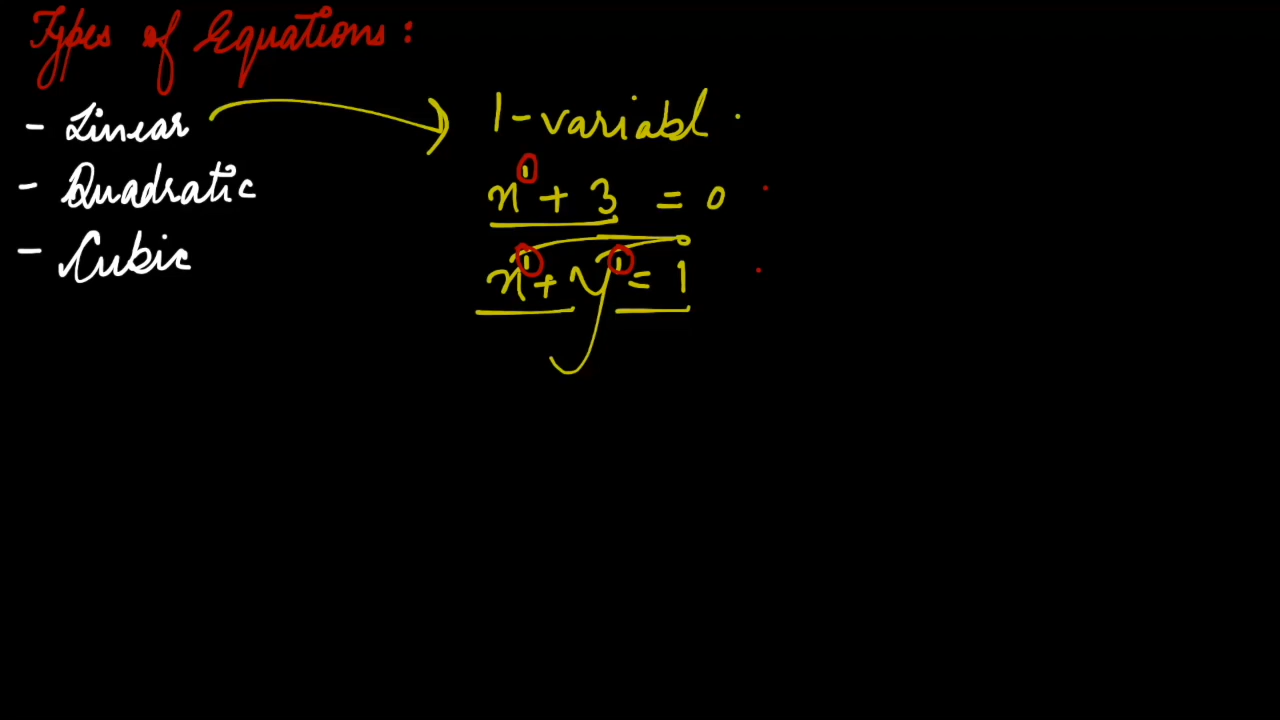 Types of Equations:
- Linear
- Quadratic
- Cubic
1-variabl.
x¹ + 3 = 0
x¹ + y¹ = 1